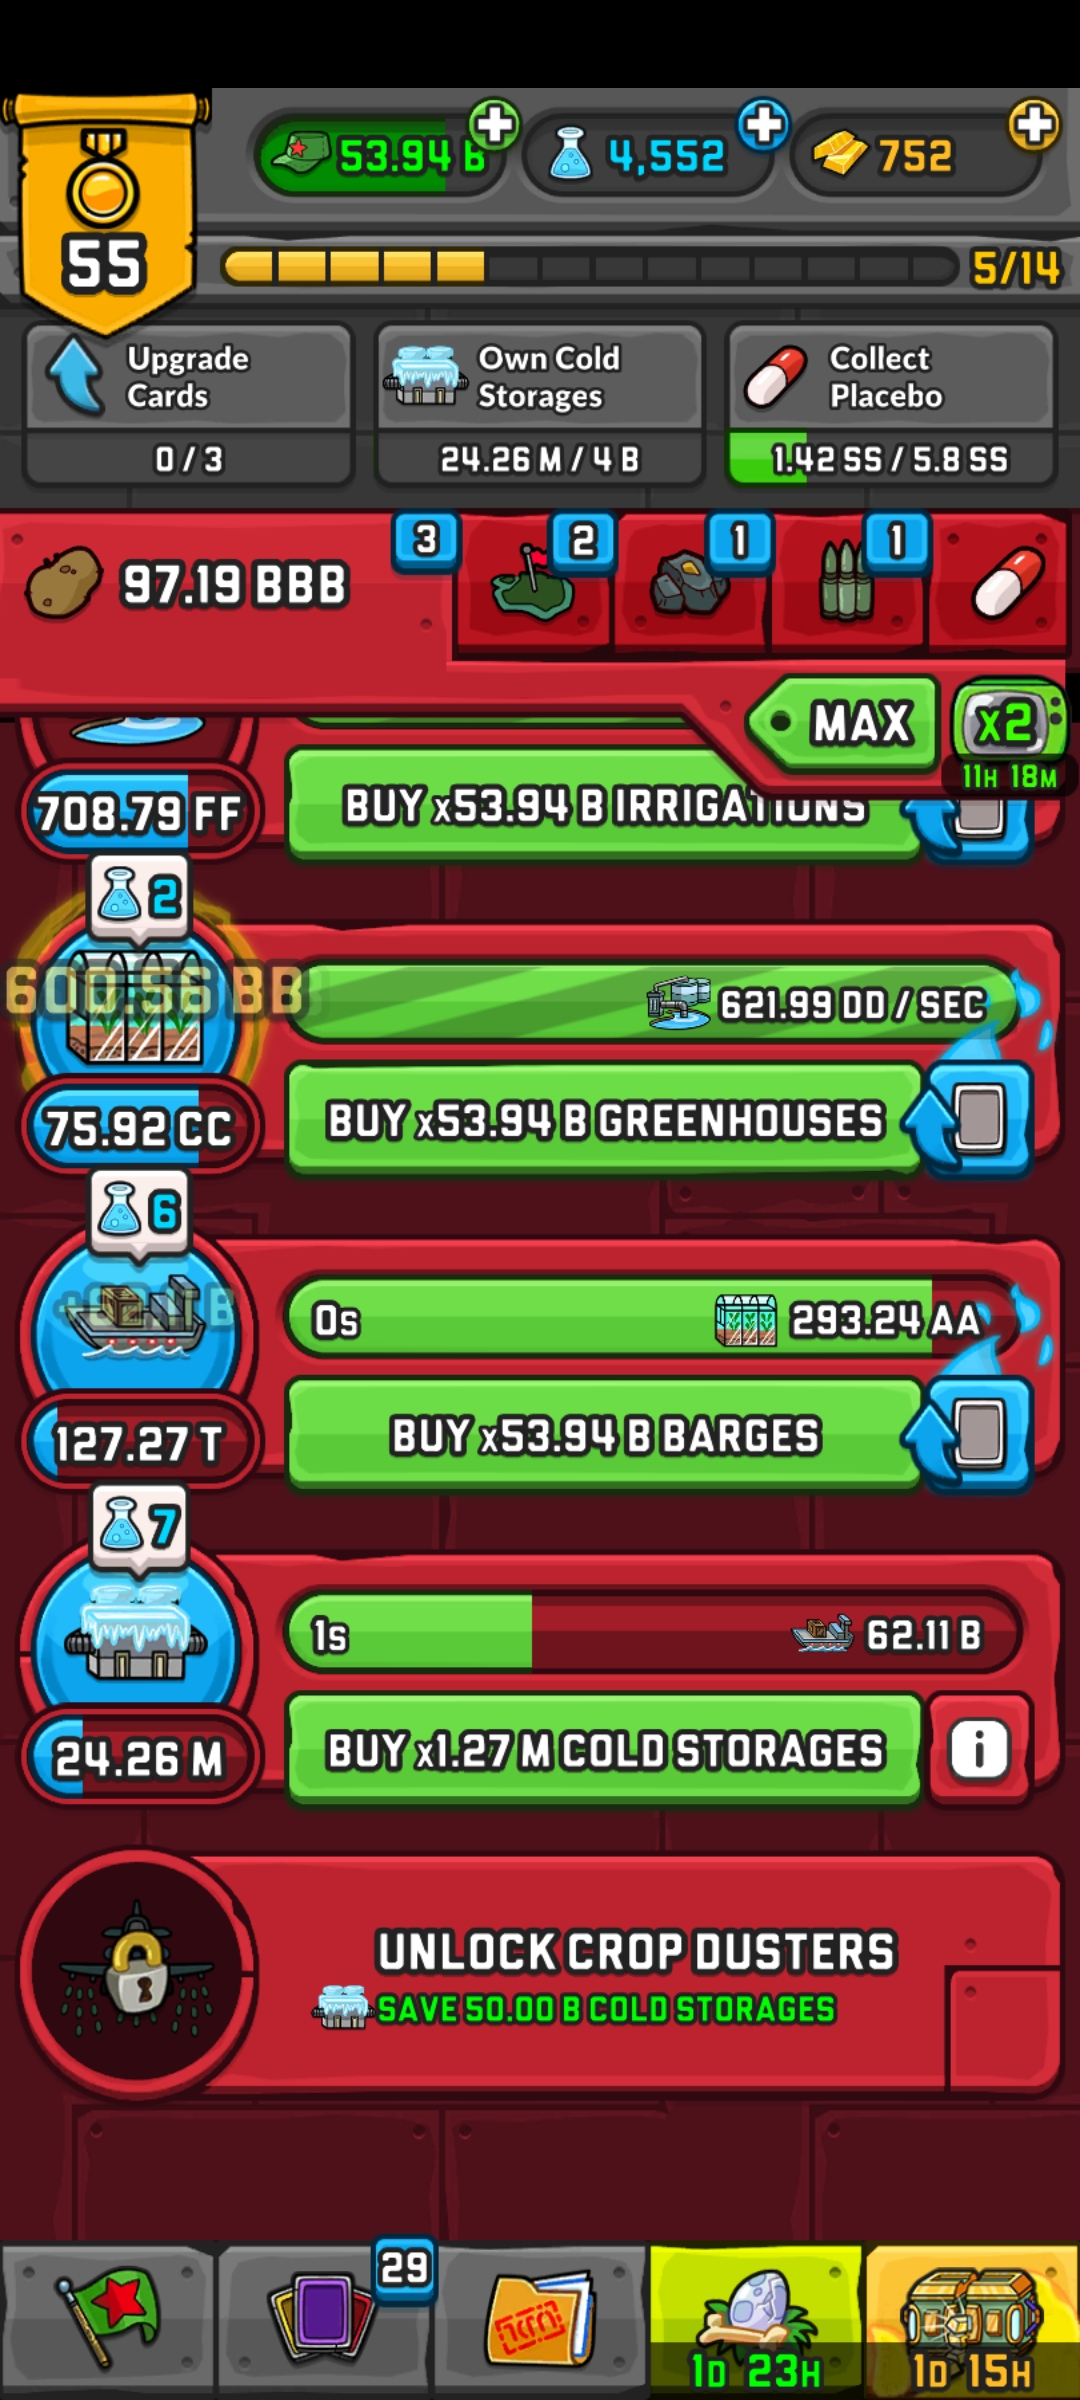 53.94 B
4,552
752
55
5/14
Upgrade
Cards
0 / 3
Own Cold
Storages
24.26 M / 4 B
Collect
Placebo
1.42 SS / 5.8 SS
97.19 BBB
3
2
1
1
MAX
x2
11H 18M
708.79 FF
BUY x53.94 B IRRIGATIONS
2
600.56 BB
621.99 DD / SEC
75.92 CC
BUY x53.94 B GREENHOUSES
6
0s
293.24 AA
127.27 T
BUY x53.94 B BARGES
7
1s
62.11 B
24.26 M
BUY x1.27 M COLD STORAGES
i
UNLOCK CROP DUSTERS
SAVE 50.00 B COLD STORAGES
29
1D 23H
1D 15H